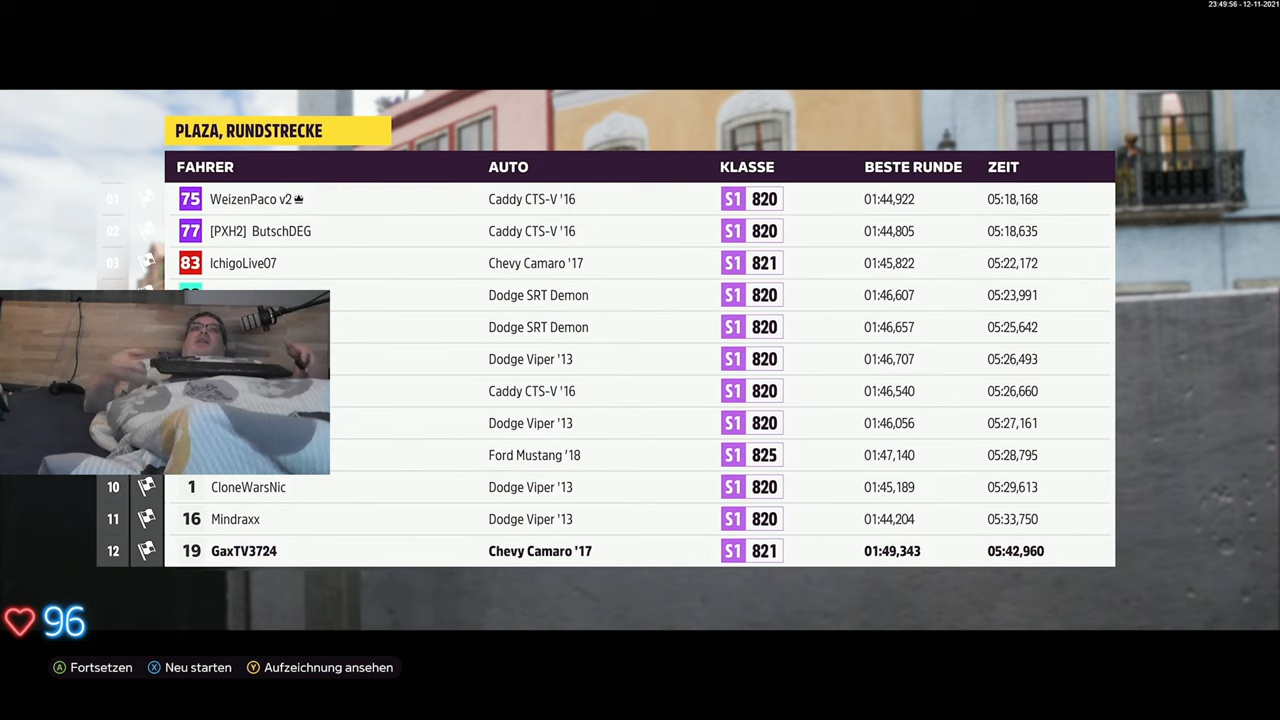 23:49:56 - 12-11-2021
PLAZA, RUNDSTRECKE
FAHRER AUTO KLASSE BESTE RUNDE ZEIT
01 75 WeizenPaco v2 Caddy CTS-V '16 S1 820 01:44,922 05:18,168
02 77 [PXH2] ButschDEG Caddy CTS-V '16 S1 820 01:44,805 05:18,635
03 83 IchigoLive07 Chevy Camaro '17 S1 821 01:45,822 05:22,172
Dodge SRT Demon S1 820 01:46,607 05:23,991
Dodge SRT Demon S1 820 01:46,657 05:25,642
Dodge Viper '13 S1 820 01:46,707 05:26,493
Caddy CTS-V '16 S1 820 01:46,540 05:26,660
Dodge Viper '13 S1 820 01:46,056 05:27,161
Ford Mustang '18 S1 825 01:47,140 05:28,795
10 1 CloneWarsNic Dodge Viper '13 S1 820 01:45,189 05:29,613
11 16 Mindraxx Dodge Viper '13 S1 820 01:44,204 05:33,750
12 19 GaxTV3724 Chevy Camaro '17 S1 821 01:49,343 05:42,960
96
A Fortsetzen X Neu starten Y Aufzeichnung ansehen